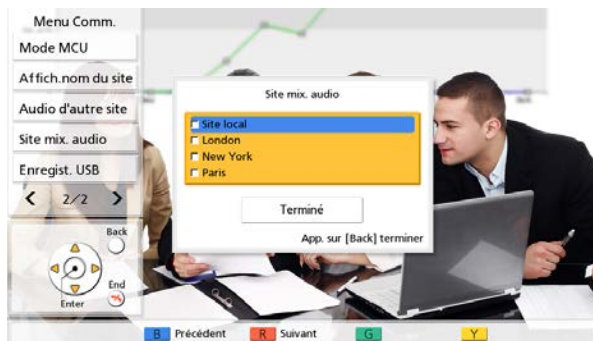 Menu Comm.
Mode MCU
Affich.nom du site
Audio d'autre site
Site mix. audio
Enregist. USB
2/2
Back
End
Enter
Site mix. audio
Site local
London
New York
Paris
Terminé
App. sur [Back] terminer
B Précédent R Suivant G Y